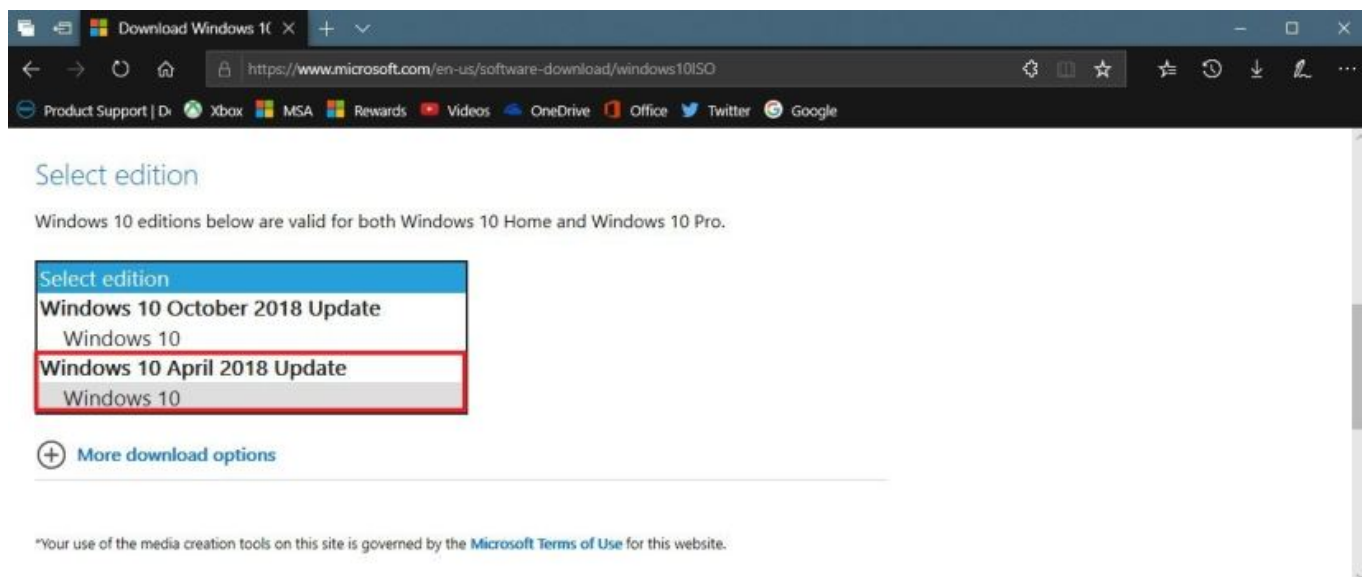 Download Windows 1(
https://www.microsoft.com/en-us/software-download/windows10ISO
Product Support | D Xbox MSA Rewards Videos OneDrive Office Twitter Google
Select edition
Windows 10 editions below are valid for both Windows 10 Home and Windows 10 Pro.
Select edition
Windows 10 October 2018 Update
Windows 10
Windows 10 April 2018 Update
Windows 10
More download options
*Your use of the media creation tools on this site is governed by the Microsoft Terms of Use for this website.